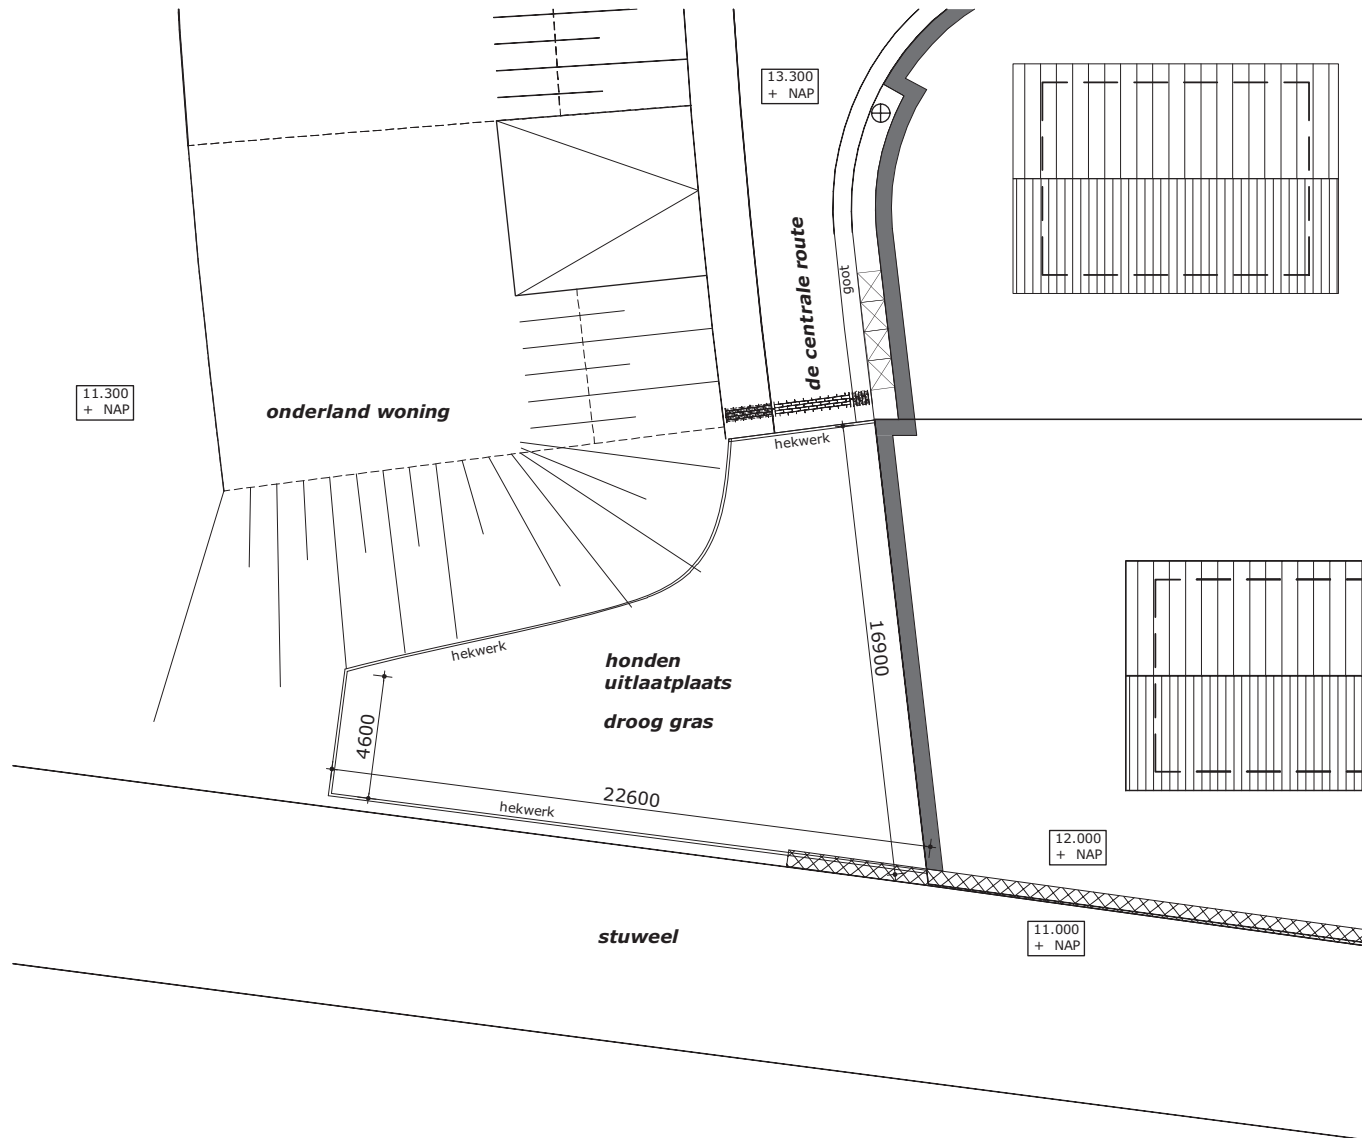 13.300
+ NAP
de centrale route
goot
11.300
+ NAP
onderland woning
hekwerk
16900
hekwerk
honden
uitlaatplaats
droog gras
4600
22600
hekwerk
12.000
+ NAP
11.000
+ NAP
stuweel